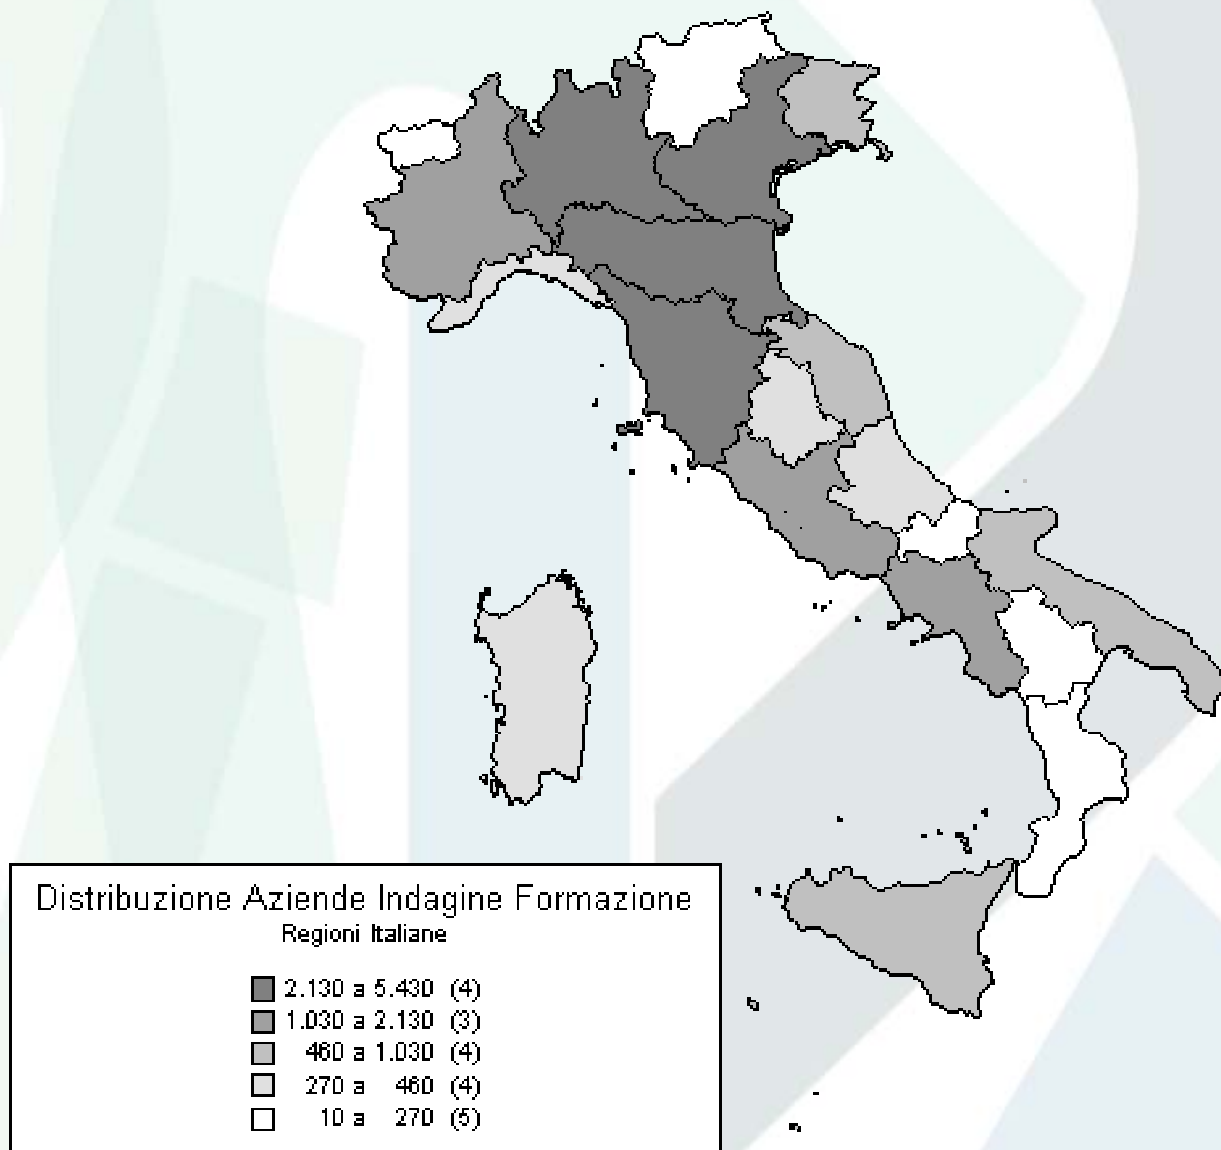 Distribuzione Aziende Indagine Formazione
Regioni Italiane
2.130 a 5.430 (4)
1.030 a 2.130 (3)
460 a 1.030 (4)
270 a 460 (4)
10 a 270 (5)